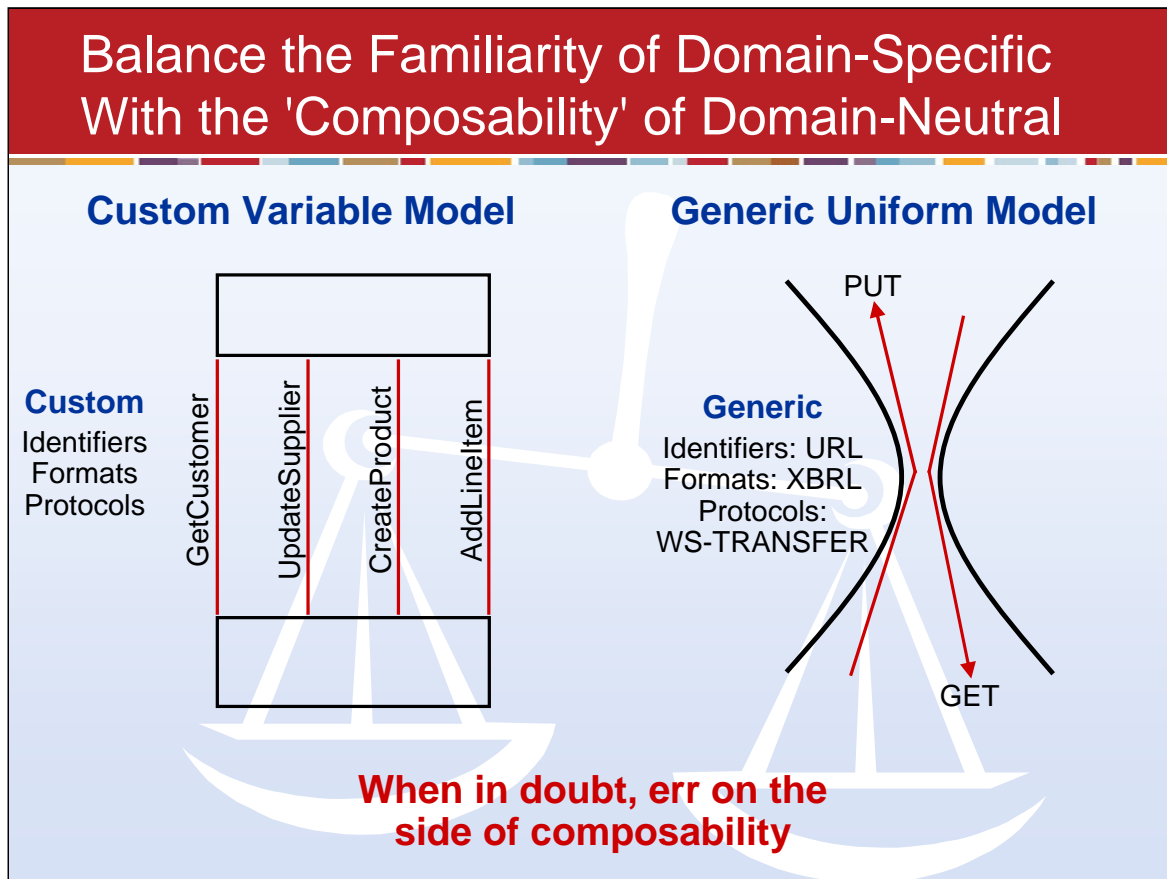 Balance the Familiarity of Domain-Specific
With the 'Composability' of Domain-Neutral
Custom Variable Model
Custom
Identifiers
Formats
Protocols
GetCustomer
UpdateSupplier
CreateProduct
AddLineItem
Generic Uniform Model
PUT
Generic
Identifiers: URL
Formats: XBRL
Protocols:
WS-TRANSFER
GET
When in doubt, err on the
side of composability